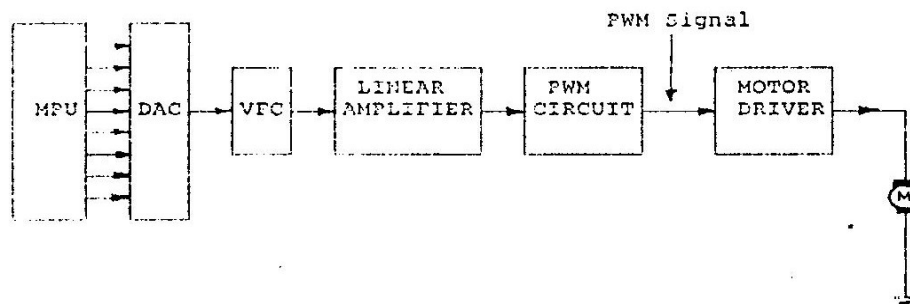 PWM Signal
MPU
DAC
VFC
LINEAR
AMPLIFIER
PWM
CIRCUIT
MOTOR
DRIVER
M